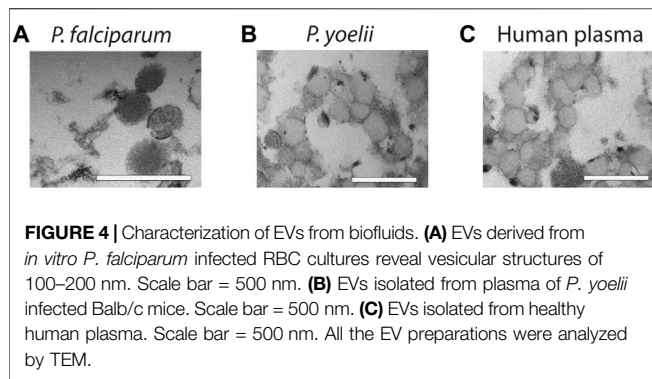 A P. falciparum B P. yoelii C Human plasma
FIGURE 4 | Characterization of EVs from biofluids. (A) EVs derived from
in vitro P. falciparum infected RBC cultures reveal vesicular structures of
100–200 nm. Scale bar = 500 nm. (B) EVs isolated from plasma of P. yoelii
infected Balb/c mice. Scale bar = 500 nm. (C) EVs isolated from healthy
human plasma. Scale bar = 500 nm. All the EV preparations were analyzed
by TEM.